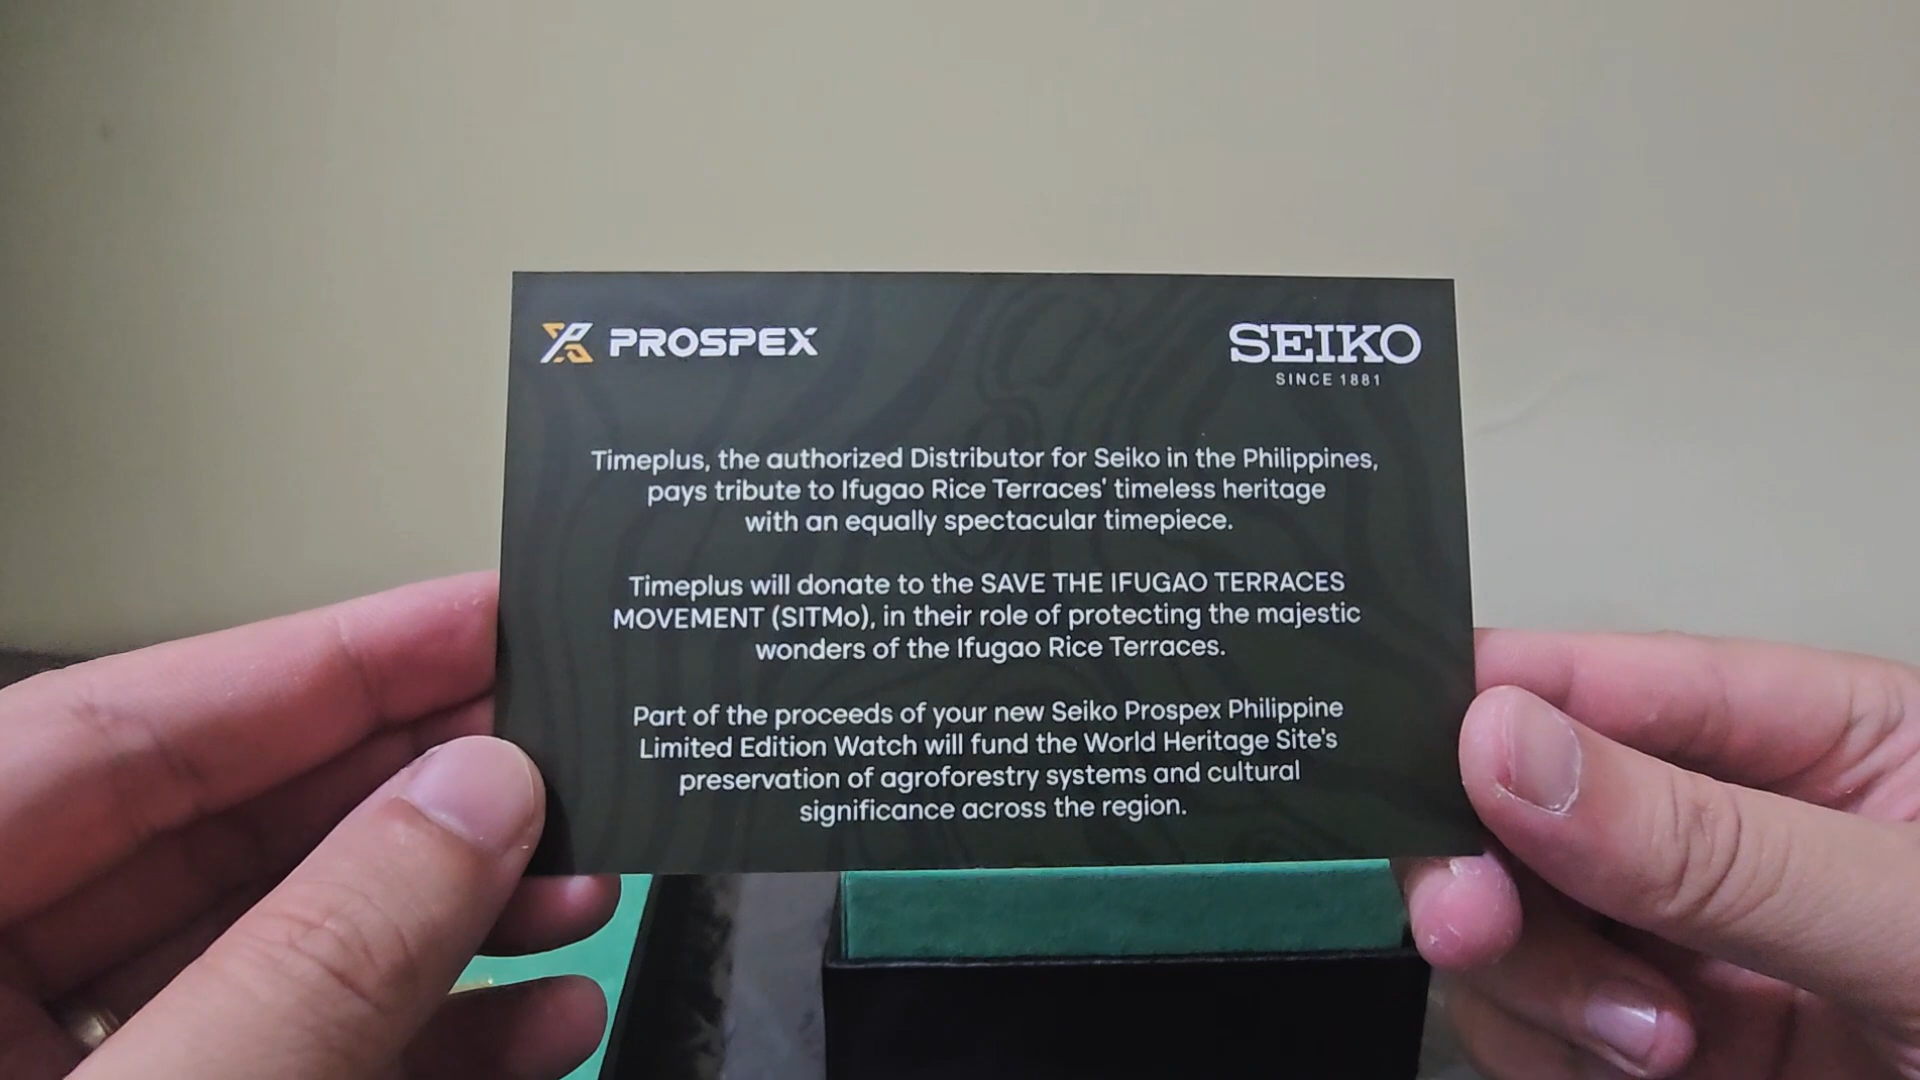 PROSPEX
SEIKO
SINCE 1881
Timeplus, the authorized Distributor for Seiko in the Philippines,
pays tribute to Ifugao Rice Terraces' timeless heritage
with an equally spectacular timepiece.
Timeplus will donate to the SAVE THE IFUGAO TERRACES
MOVEMENT (SITMo), in their role of protecting the majestic
wonders of the Ifugao Rice Terraces.
Part of the proceeds of your new Seiko Prospex Philippine
Limited Edition Watch will fund the World Heritage Site's
preservation of agroforestry systems and cultural
significance across the region.